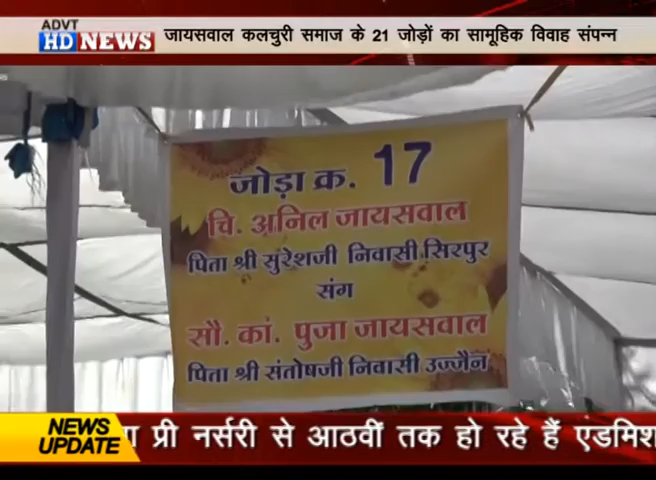 ADVT
HD NEWS
जायसवाल कलचुरी समाज के 21 जोड़ों का सामूहिक विवाह संपन्न
जोड़ा क्र. 17
चि. अनिल जायसवाल
पिता श्री सुरेशजी निवासी सिरपुर
संग
सौ. कां. पुजा जायसवाल
पिता श्री संतोषजी निवासी उज्जैन
NEWS
UPDATE
प्री नर्सरी से आठवीं तक हो रहे हैं